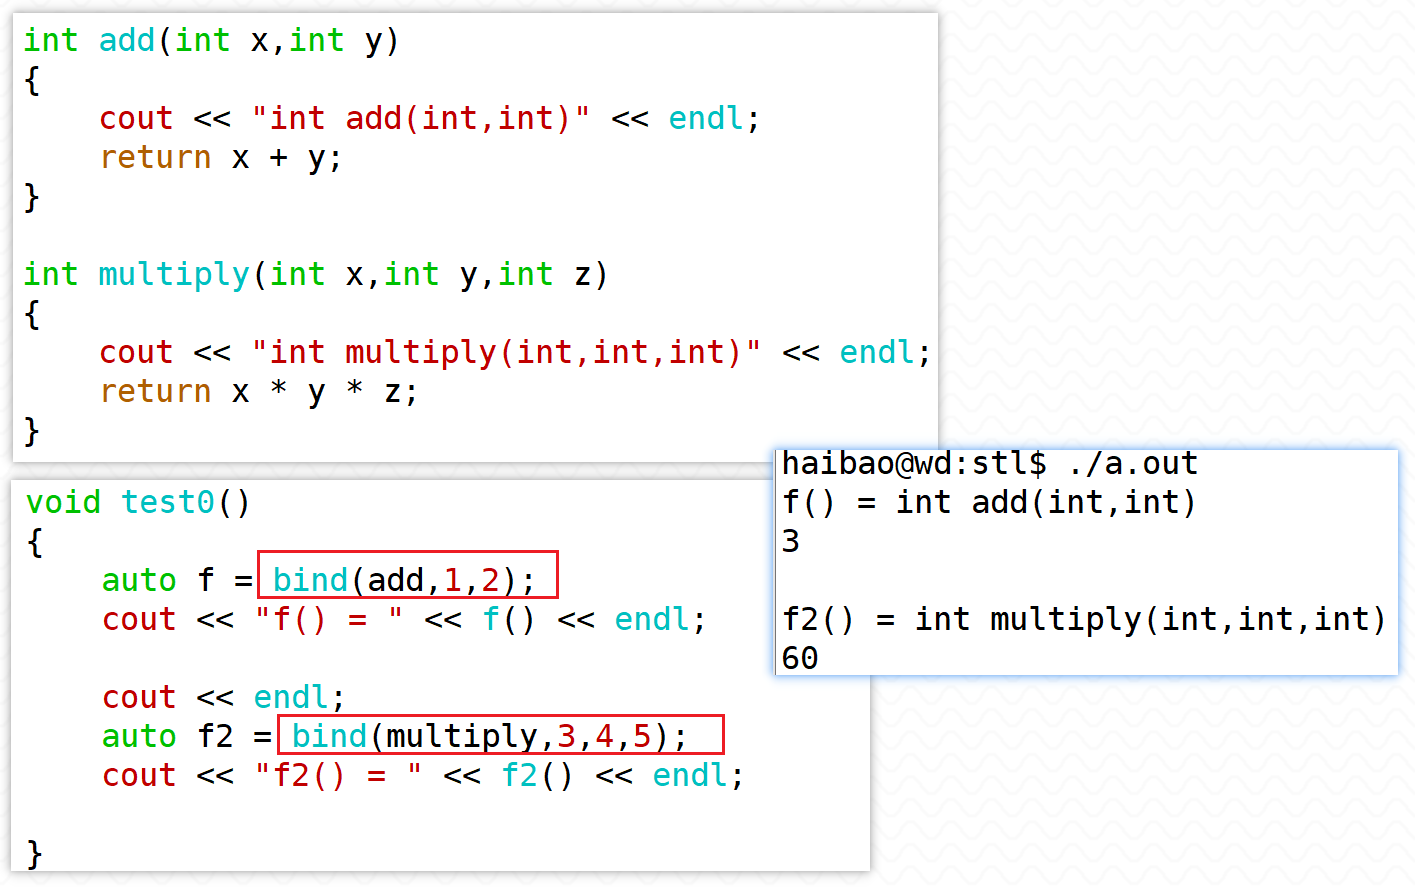 int add(int x,int y)
{
    cout << "int add(int,int)" << endl;
    return x + y;
}

int multiply(int x,int y,int z)
{
    cout << "int multiply(int,int,int)" << endl;
    return x * y * z;
}
void test0()
{
    auto f = bind(add,1,2);
    cout << "f() = " << f() << endl;

    cout << endl;
    auto f2 = bind(multiply,3,4,5);
    cout << "f2() = " << f2() << endl;

}
haibao@wd:stl$ ./a.out
f() = int add(int,int)
3

f2() = int multiply(int,int,int)
60